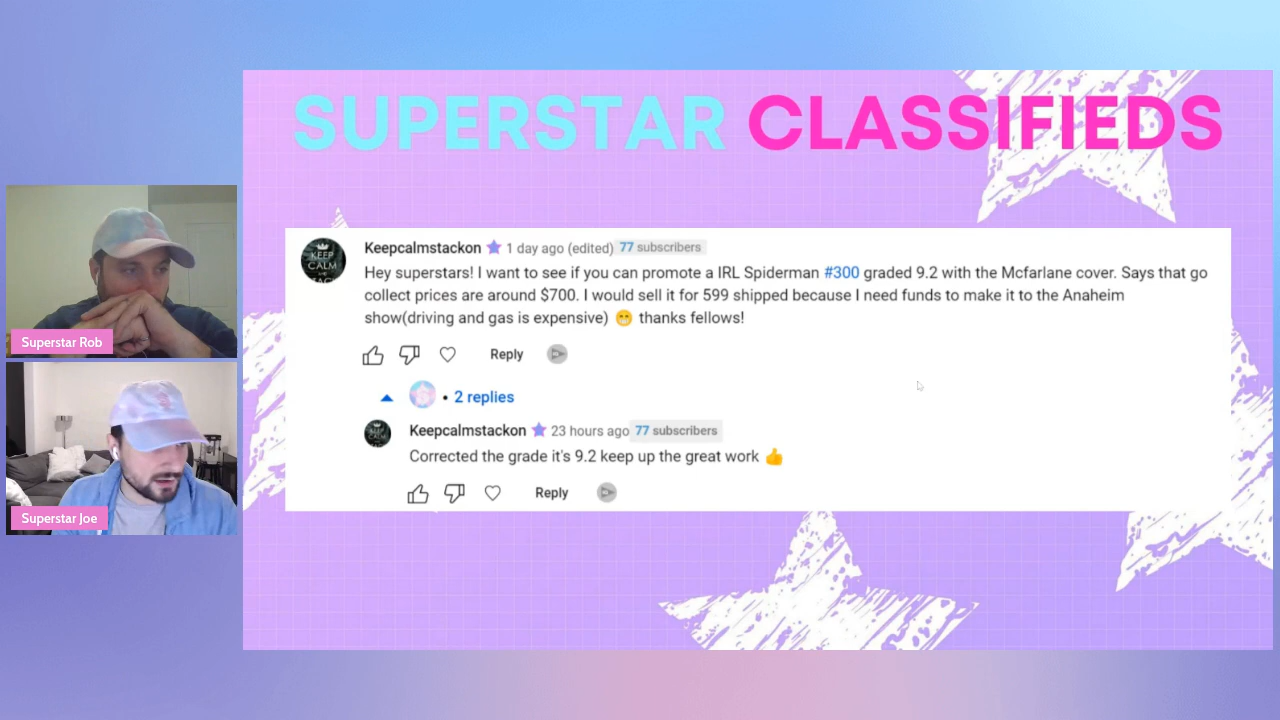 SUPERSTAR CLASSIFIEDS
Keepcalmstackon 1 day ago (edited) 77 subscribers
Hey superstars! I want to see if you can promote a IRL Spiderman #300 graded 9.2 with the Mcfarlane cover. Says that go
collect prices are around $700. I would sell it for 599 shipped because I need funds to make it to the Anaheim
show(driving and gas is expensive) 😁 thanks fellows!
Reply
• 2 replies
Keepcalmstackon 23 hours ago 77 subscribers
Corrected the grade it's 9.2 keep up the great work 👍
Reply
Superstar Rob
Superstar Joe
KEEP
CALM